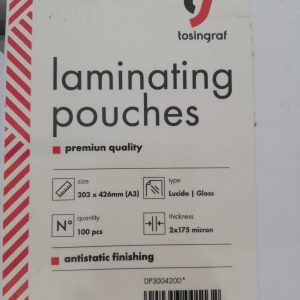 tosingraf
laminating
pouches
premiun quality
size
303 x 426mm (A3)
type
Lucido | Gloss
N°
quantity
100 pcs
thickness
2x175 micron
antistatic finishing
DP300420D*